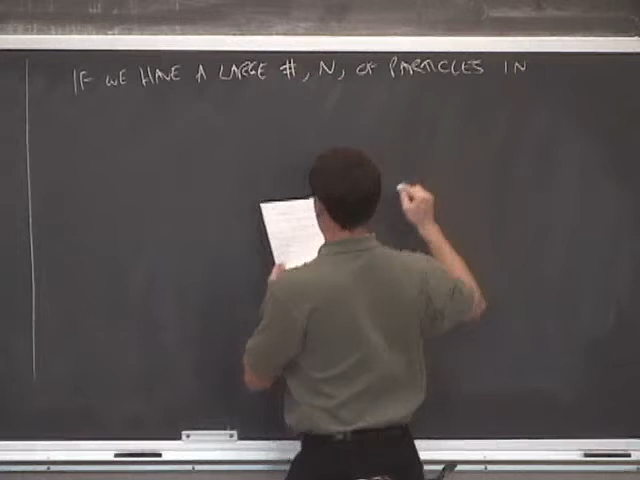 IF WE HAVE A LARGE #, N, OF PARTICLES IN